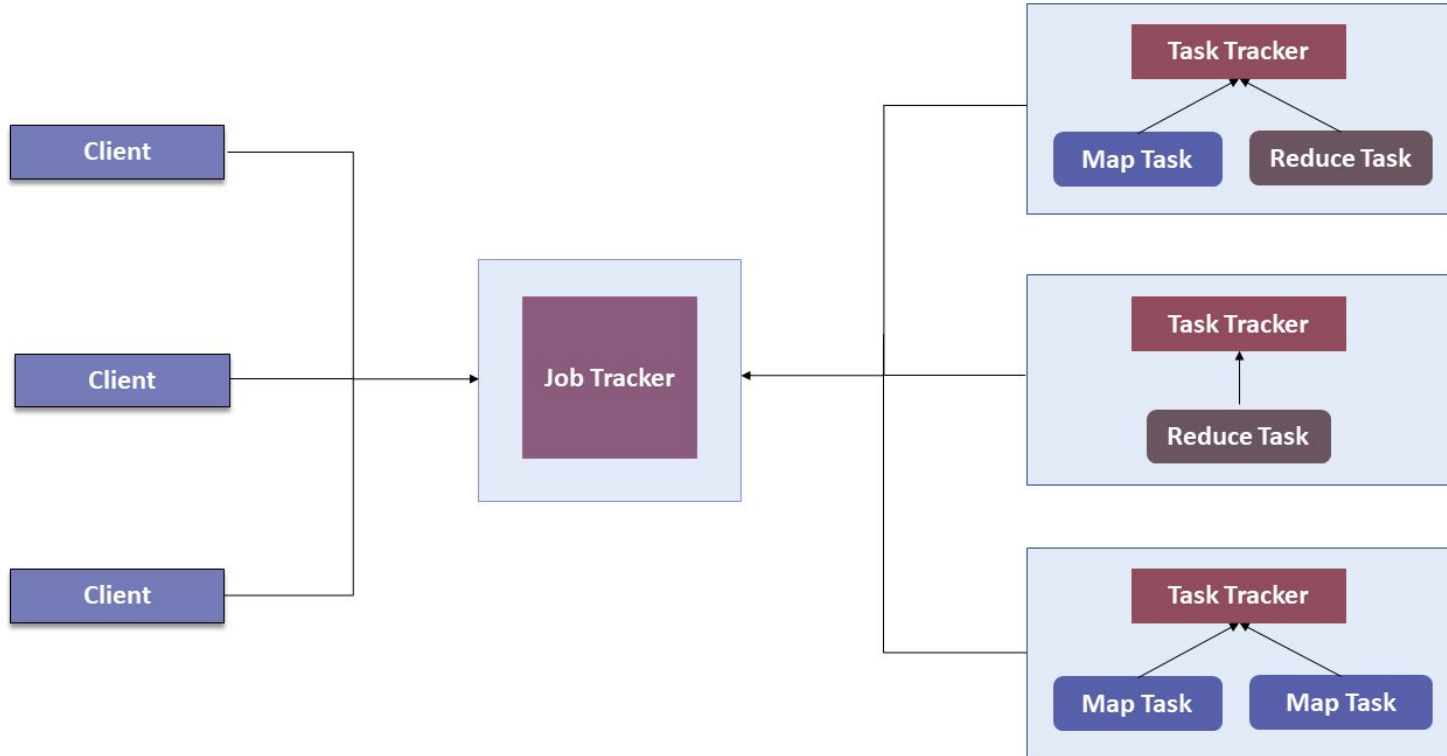 Client
Client
Client
Job Tracker
Task Tracker
Map Task
Reduce Task
Task Tracker
Reduce Task
Task Tracker
Map Task
Map Task